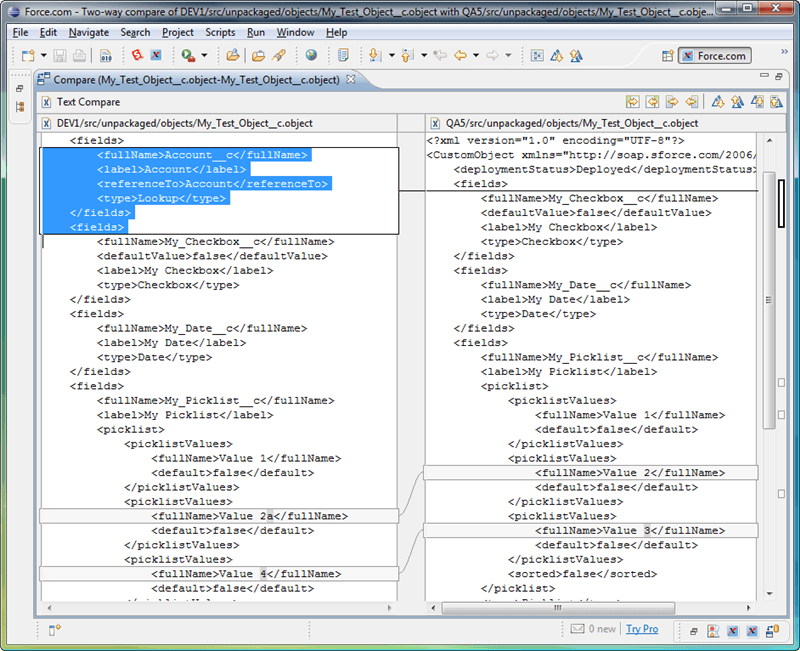 Force.com - Two-way compare of DEV1/src/unpackaged/objects/My_Test_Object__c.object with QA5/src/unpackaged/objects/My_Test_Object__c.obje...
File Edit Navigate Search Project Scripts Run Window Help
Force.com
Compare (My_Test_Object__c.object-My_Test_Object__c.object)
Text Compare
DEV1/src/unpackaged/objects/My_Test_Object__c.object
<fields>
<fullName>Account__c</fullName>
<label>Account</label>
<referenceTo>Account</referenceTo>
<type>Lookup</type>
</fields>
<fields>
<fullName>My_Checkbox__c</fullName>
<defaultValue>false</defaultValue>
<label>My Checkbox</label>
<type>Checkbox</type>
</fields>
<fields>
<fullName>My_Date__c</fullName>
<label>My Date</label>
<type>Date</type>
</fields>
<fields>
<fullName>My_Picklist__c</fullName>
<label>My Picklist</label>
<picklist>
<picklistValues>
<fullName>Value 1</fullName>
<default>false</default>
</picklistValues>
<picklistValues>
<fullName>Value 2a</fullName>
<default>false</default>
</picklistValues>
<picklistValues>
<fullName>Value 4</fullName>
<default>false</default>
QA5/src/unpackaged/objects/My_Test_Object__c.object
<?xml version="1.0" encoding="UTF-8"?>
<CustomObject xmlns="http://soap.sforce.com/2006/
<deploymentStatus>Deployed</deploymentStatus>
<fields>
<fullName>My_Checkbox__c</fullName>
<defaultValue>false</defaultValue>
<label>My Checkbox</label>
<type>Checkbox</type>
</fields>
<fields>
<fullName>My_Date__c</fullName>
<label>My Date</label>
<type>Date</type>
</fields>
<fields>
<fullName>My_Picklist__c</fullName>
<label>My Picklist</label>
<picklist>
<picklistValues>
<fullName>Value 1</fullName>
<default>false</default>
</picklistValues>
<picklistValues>
<fullName>Value 2</fullName>
<default>false</default>
</picklistValues>
<picklistValues>
<fullName>Value 3</fullName>
<default>false</default>
</picklistValues>
<sorted>false</sorted>
</picklist>
0 new Try Pro